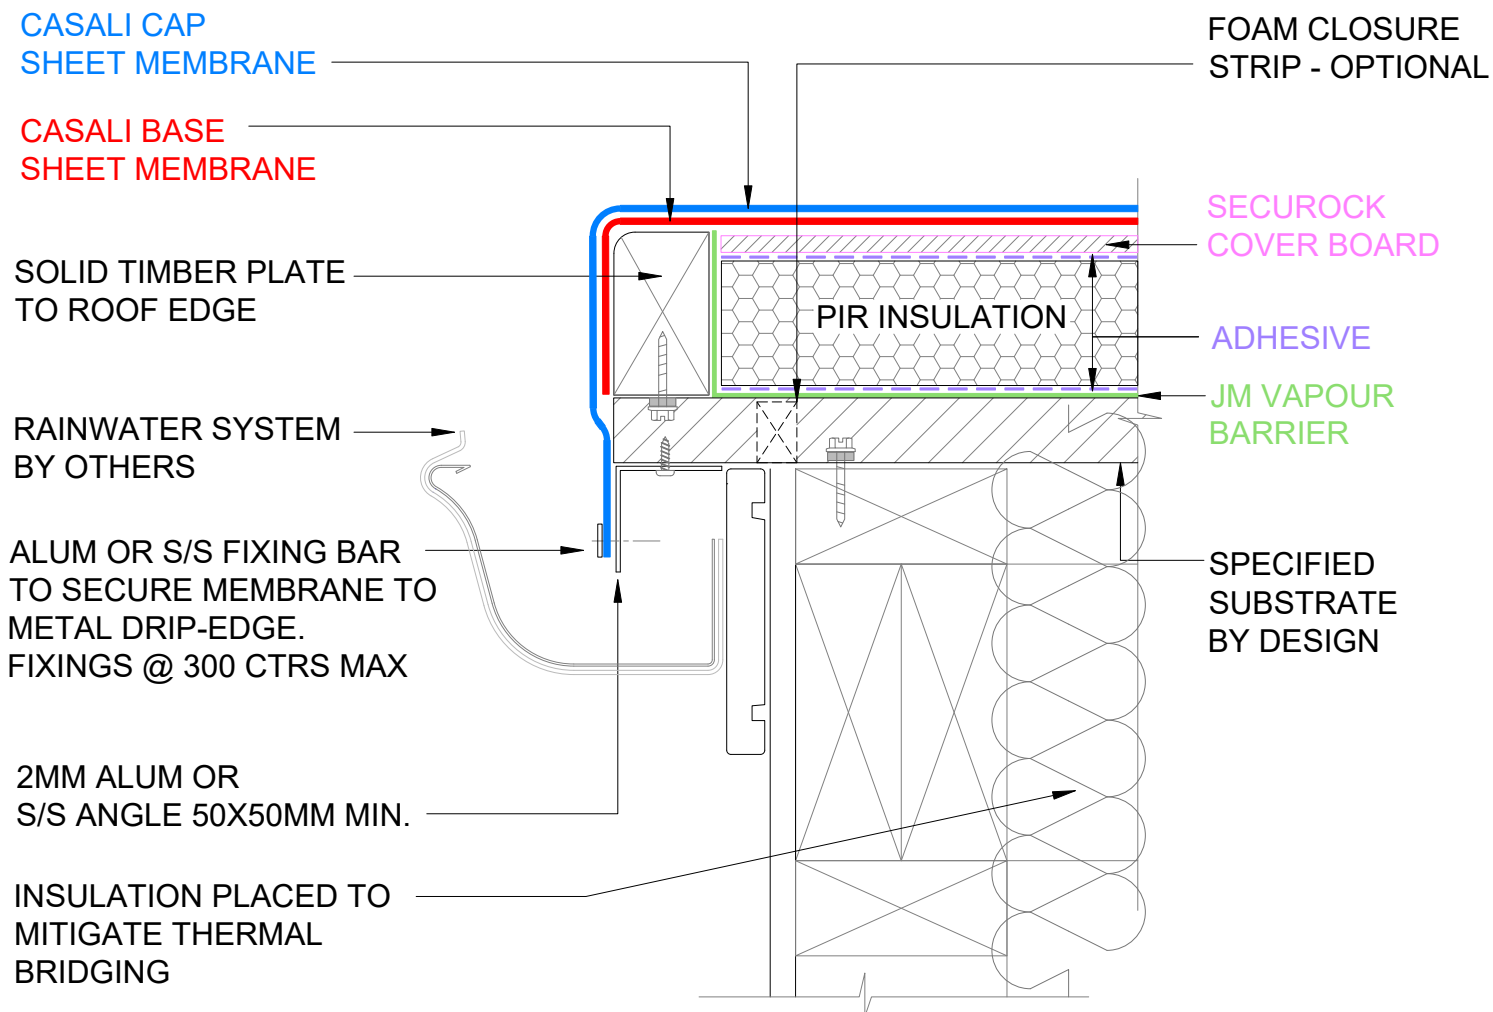 CASALI CAP
SHEET MEMBRANE
FOAM CLOSURE
STRIP - OPTIONAL
CASALI BASE
SHEET MEMBRANE
SECUROCK
COVER BOARD
SOLID TIMBER PLATE
TO ROOF EDGE
PIR INSULATION
ADHESIVE
JM VAPOUR
BARRIER
RAINWATER SYSTEM
BY OTHERS
ALUM OR S/S FIXING BAR
TO SECURE MEMBRANE TO
METAL DRIP-EDGE.
FIXINGS @ 300 CTRS MAX
SPECIFIED
SUBSTRATE
BY DESIGN
2MM ALUM OR
S/S ANGLE 50X50MM MIN.
INSULATION PLACED TO
MITIGATE THERMAL
BRIDGING